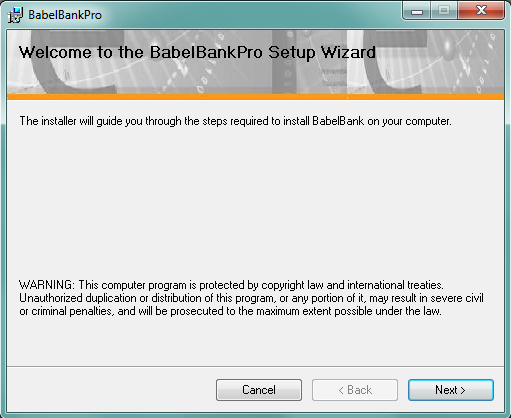 BabelBankPro
Welcome to the BabelBankPro Setup Wizard
The installer will guide you through the steps required to install BabelBank on your computer.
WARNING: This computer program is protected by copyright law and international treaties.
Unauthorized duplication or distribution of this program, or any portion of it, may result in severe civil
or criminal penalties, and will be prosecuted to the maximum extent possible under the law.
Cancel
< Back
Next >